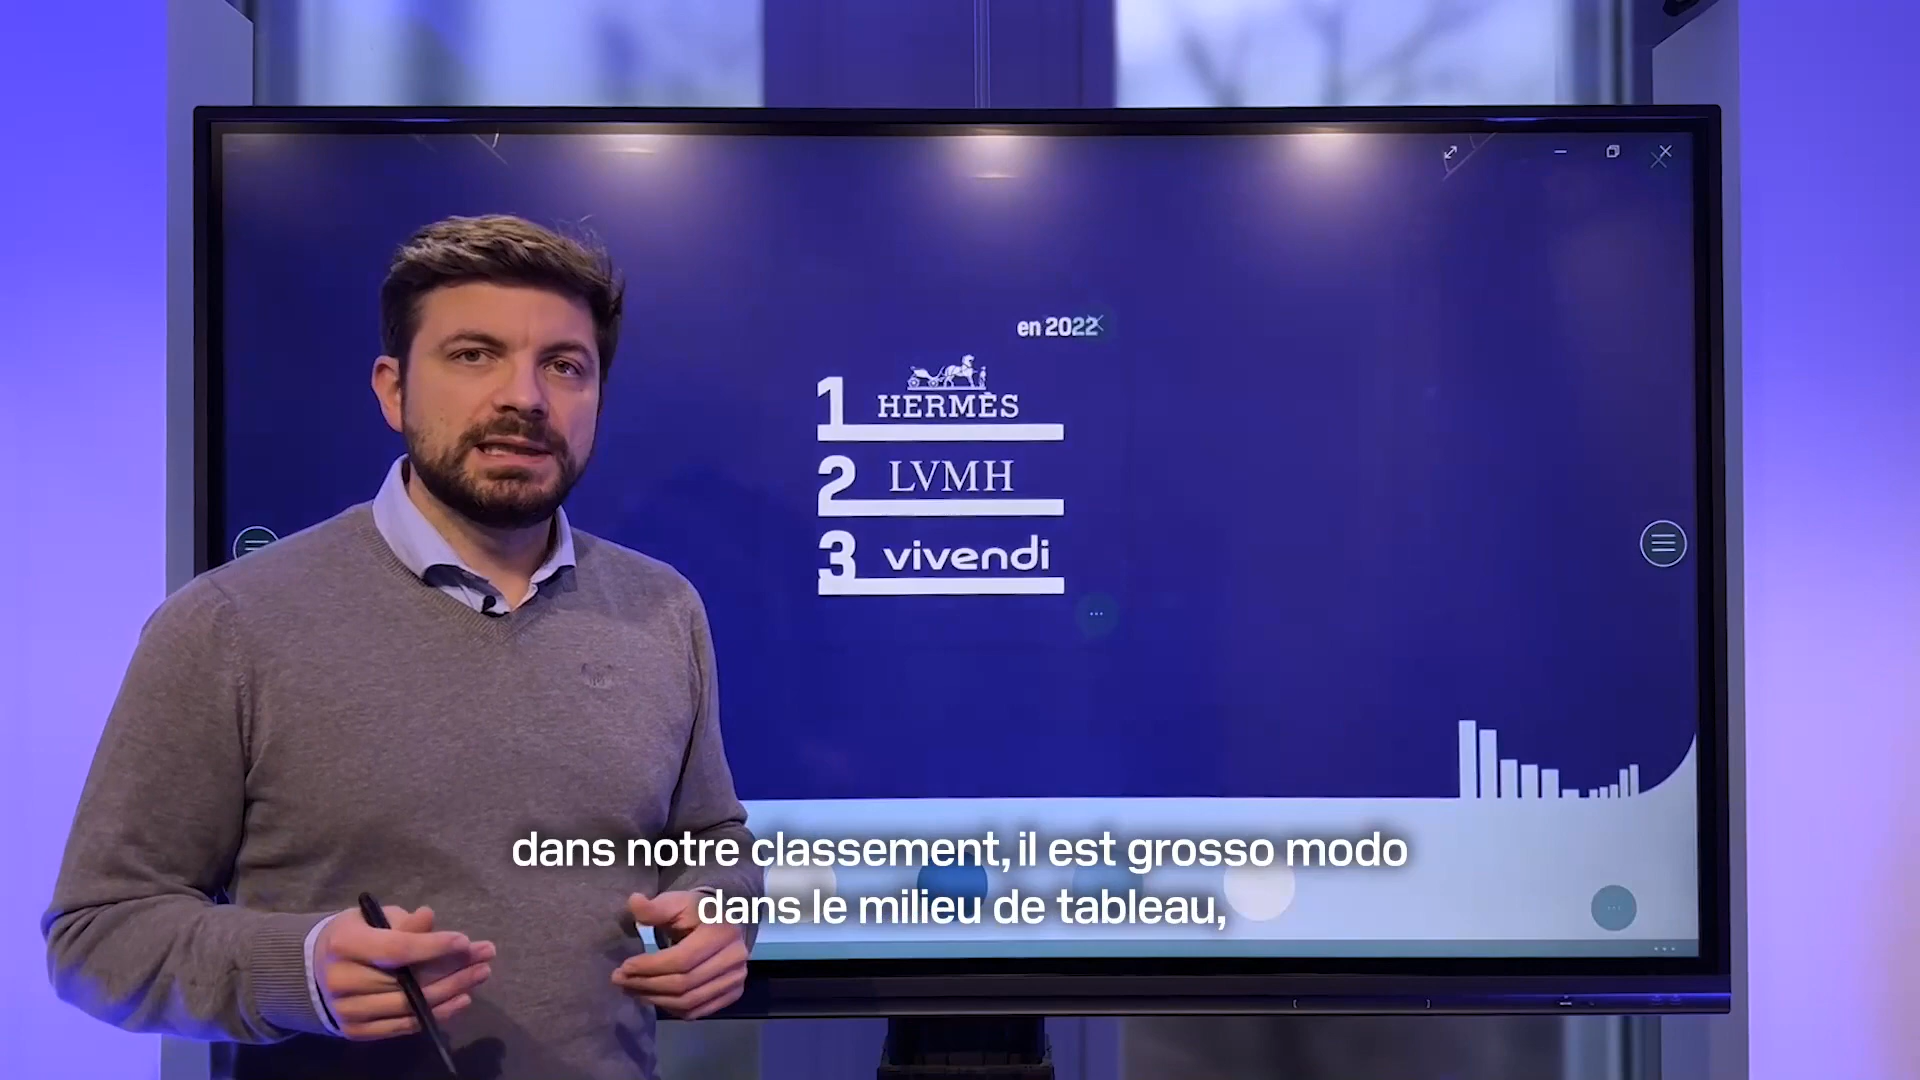 en 2022
1 HERMÈS
2 LVMH
3 vivendi
dans notre classement, il est grosso modo
dans le milieu de tableau,